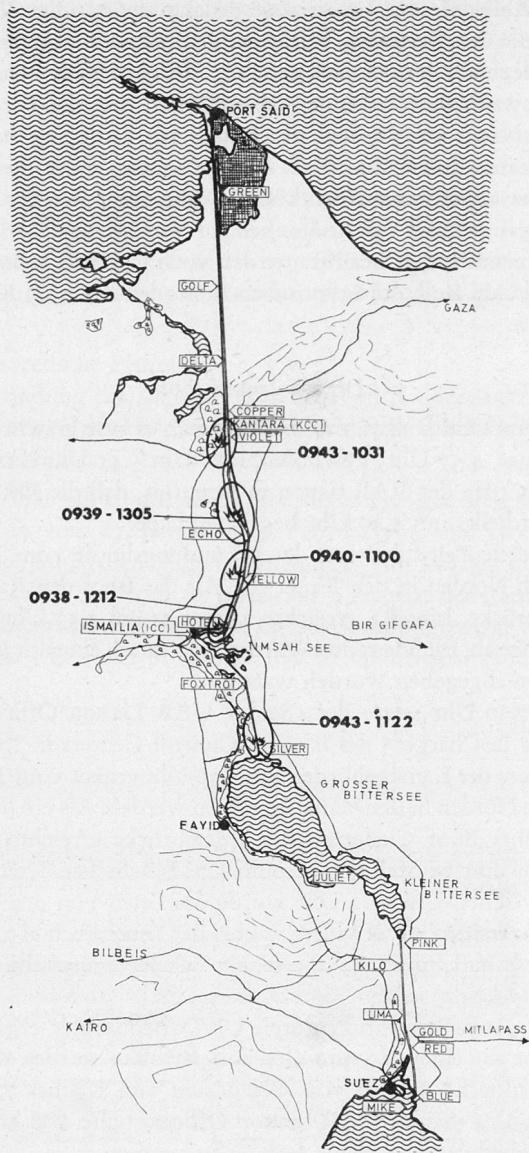 PORT SAID
GREEN
GOLF
GAZA
DELTA
COPPER
KANTARA (KCC)
VIOLET
0943-1031
0939-1305
ECHO
0940-1100
YELLOW
0938-1212
HOTEL
ISMAILIA (ICC)
BIR GIFGAFA
TIMSAH SEE
FOXTROT
0943-1122
SILVER
GROSSER
BITTERSEE
FAYID
JULIET
KLEINER
BITTERSEE
PINK
BILBEIS
KILO
LIMA
GOLD
MITLAPASS
KAIRO
RED
SUEZ
BLUE
MIKE